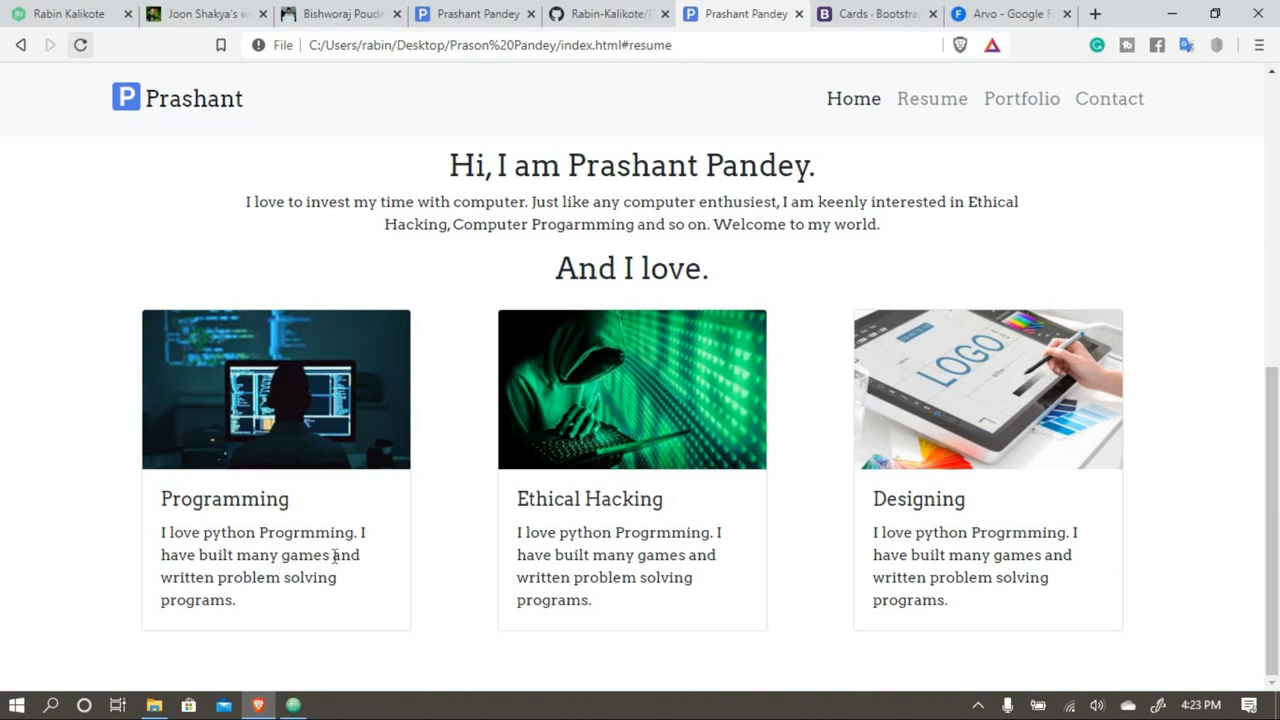 Rabin Kalikote
Joon Shakya's w
Bishworaj Poude
Prashant Pandey
Rabin-Kalikote/F
Prashant Pandey
Cards - Bootstra
Arvo - Google F
File
C:/Users/rabin/Desktop/Prason%20Pandey/index.html#resume
P Prashant
Home Resume Portfolio Contact
Hi, I am Prashant Pandey.
I love to invest my time with computer. Just like any computer enthusiest, I am keenly interested in Ethical
Hacking, Computer Progarmming and so on. Welcome to my world.
And I love.
LOGO!
Programming
I love python Progrmming. I
have built many games and
written problem solving
programs.
Ethical Hacking
I love python Progrmming. I
have built many games and
written problem solving
programs.
Designing
I love python Progrmming. I
have built many games and
written problem solving
programs.
4:23 PM